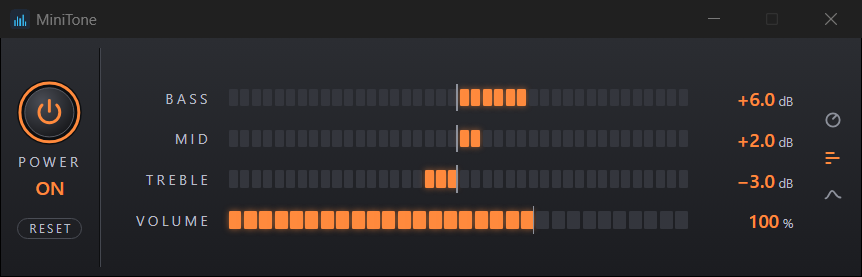 MiniTone
BASS +6.0 dB
MID +2.0 dB
POWER
TREBLE −3.0 dB
ON
VOLUME 100 %
RESET